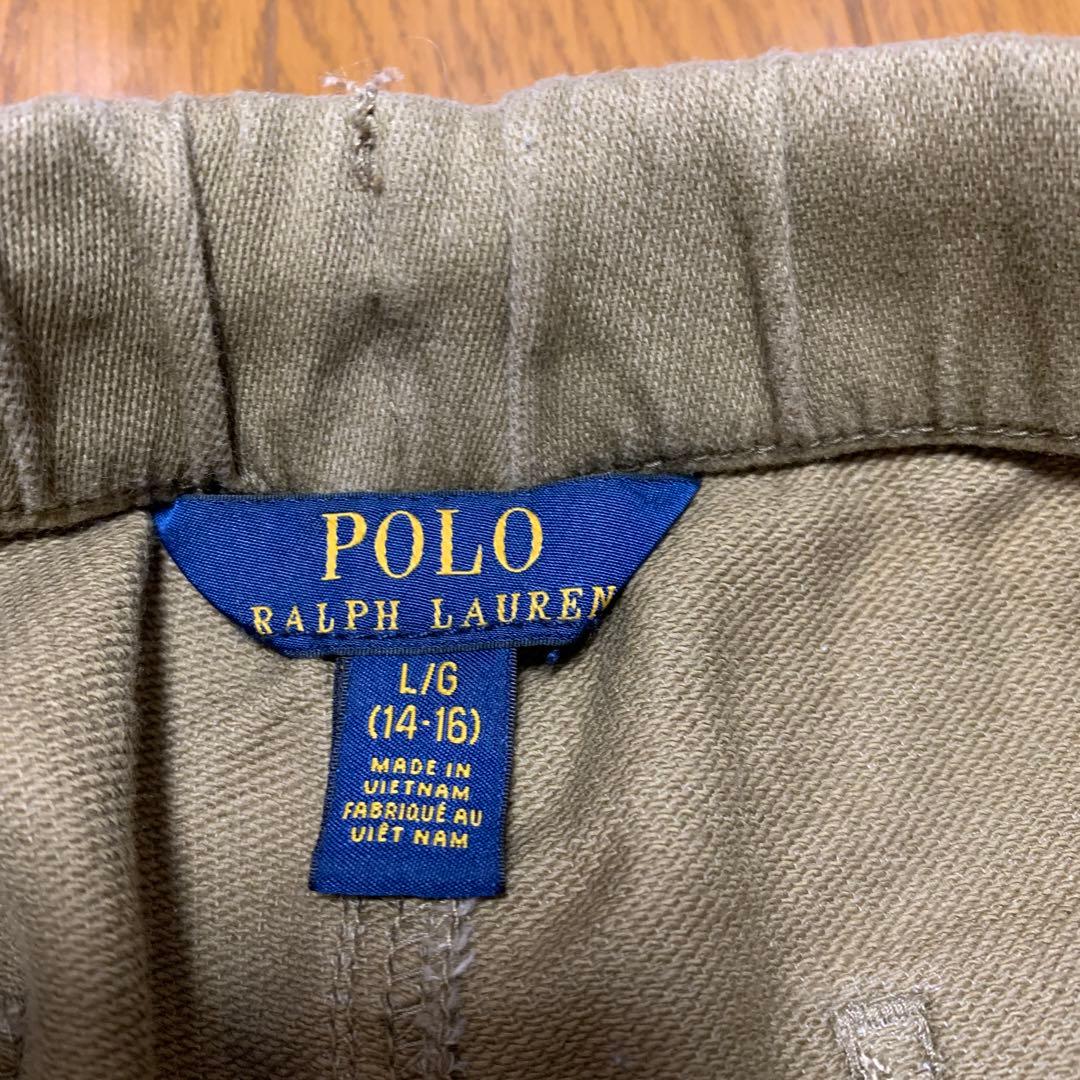 POLO
RALPH LAUREN
L/G
(14-16)
MADE IN
VIETNAM
FABRIQUÉ AU
VIÊT NAM